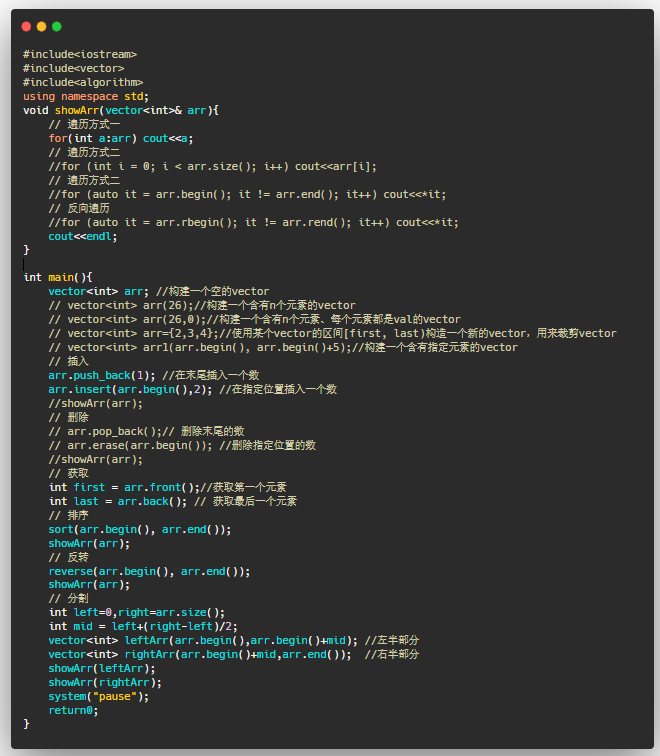 #include<iostream>
#include<vector>
#include<algorithm>
using namespace std;
void showArr(vector<int>& arr){
    // 遍历方式一
    for(int a:arr) cout<<a;
    // 遍历方式二
    //for (int i = 0; i < arr.size(); i++) cout<<arr[i];
    // 遍历方式二
    //for (auto it = arr.begin(); it != arr.end(); it++) cout<<*it;
    // 反向遍历
    //for (auto it = arr.rbegin(); it != arr.rend(); it++) cout<<*it;
    cout<<endl;
}
int main(){
    vector<int> arr; //构建一个空的vector
    // vector<int> arr(26);//构建一个含有n个元素的vector
    // vector<int> arr(26,0);//构建一个含有n个元素、每个元素都是val的vector
    // vector<int> arr={2,3,4};//使用某个vector的区间[first, last)构造一个新的vector，用来裁剪vector
    // vector<int> arr1(arr.begin(), arr.begin()+5);//构建一个含有指定元素的vector
    // 插入
    arr.push_back(1); //在末尾插入一个数
    arr.insert(arr.begin(),2); //在指定位置插入一个数
    //showArr(arr);
    // 删除
    // arr.pop_back();// 删除末尾的数
    // arr.erase(arr.begin()); //删除指定位置的数
    //showArr(arr);
    // 获取
    int first = arr.front();//获取第一个元素
    int last = arr.back(); // 获取最后一个元素
    // 排序
    sort(arr.begin(), arr.end());
    showArr(arr);
    // 反转
    reverse(arr.begin(), arr.end());
    showArr(arr);
    // 分割
    int left=0,right=arr.size();
    int mid = left+(right-left)/2;
    vector<int> leftArr(arr.begin(),arr.begin()+mid); //左半部分
    vector<int> rightArr(arr.begin()+mid,arr.end());  //右半部分
    showArr(leftArr);
    showArr(rightArr);
    system("pause");
    return0;
}